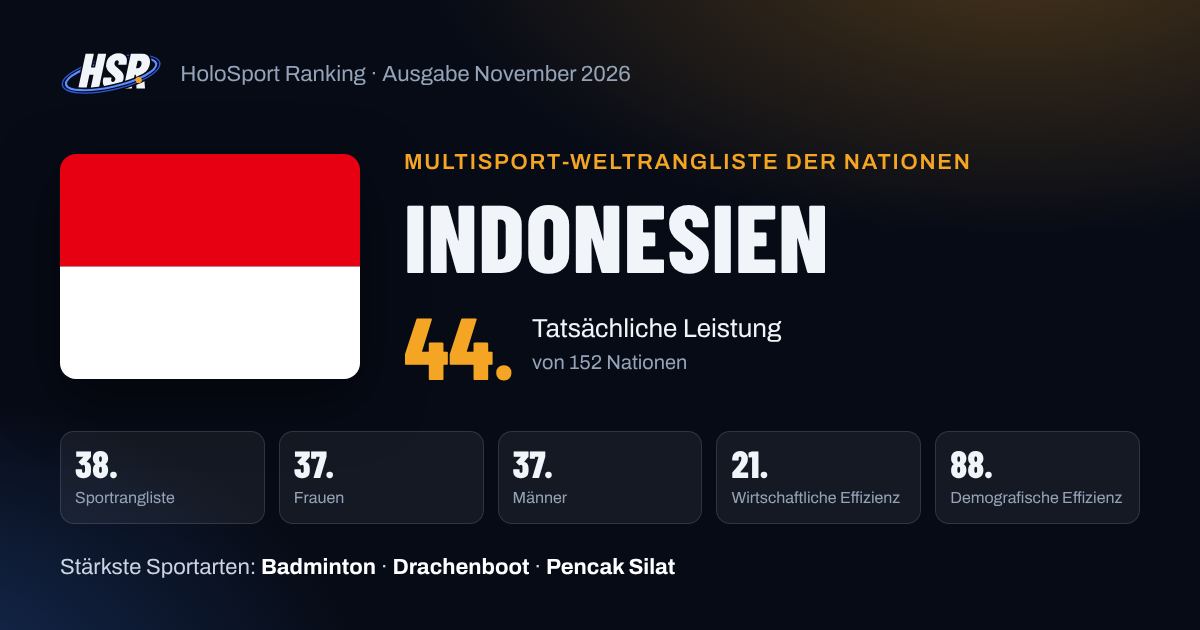 HSR
HoloSport Ranking · Ausgabe November 2026
MULTISPORT-WELTRANGLISTE DER NATIONEN
INDONESIEN
44.
Tatsächliche Leistung
von 152 Nationen
38.
Sportrangliste
37.
Frauen
37.
Männer
21.
Wirtschaftliche Effizienz
88.
Demografische Effizienz
Stärkste Sportarten: Badminton · Drachenboot · Pencak Silat